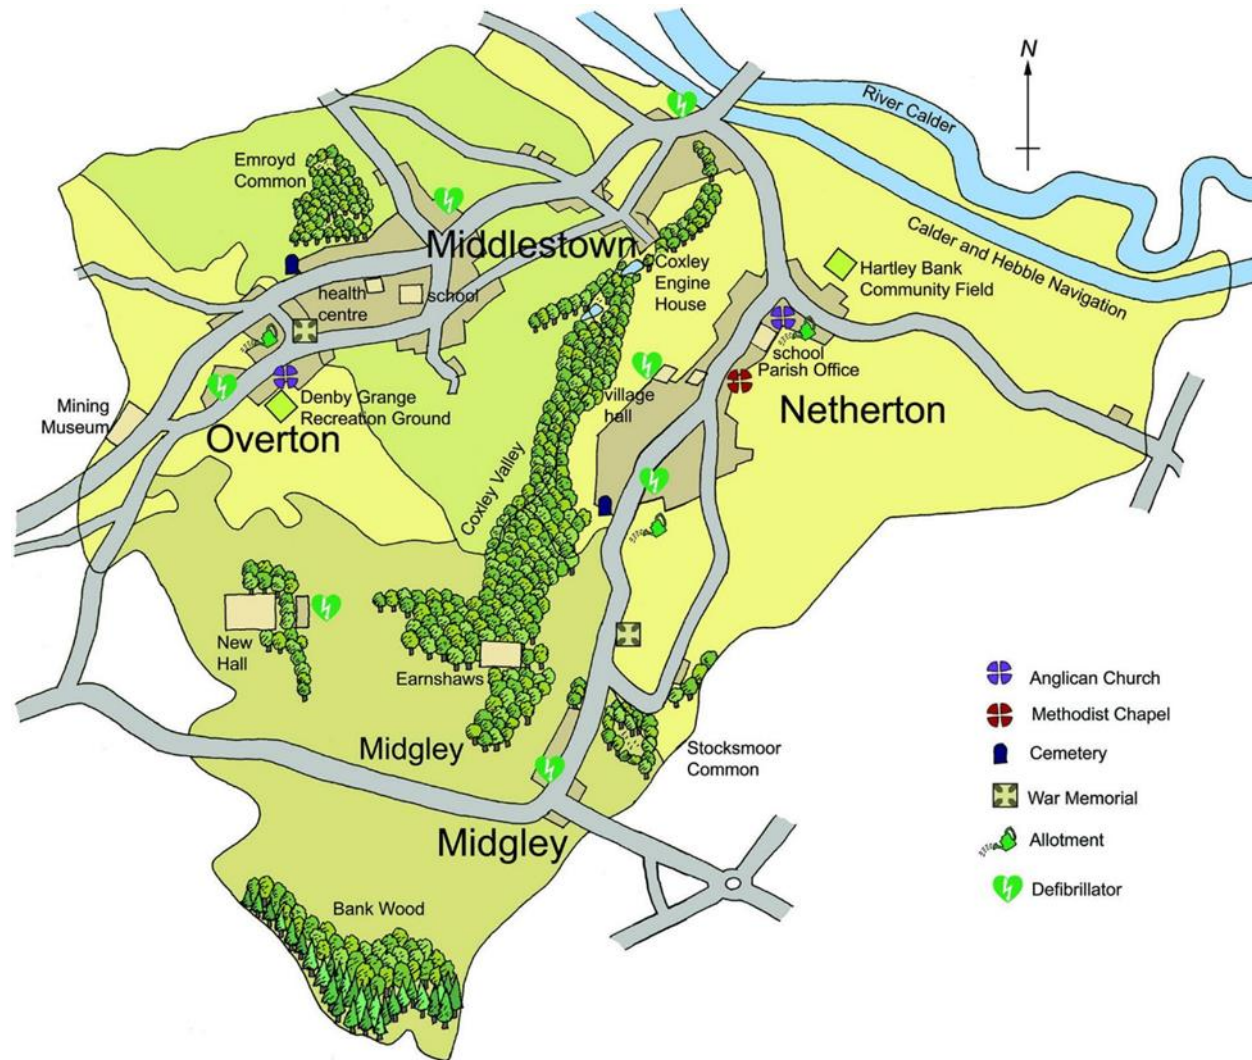 N
River Calder
Emroyd
Common
Middlestown
Calder and Hebble Navigation
Coxley
Engine
House
Hartley Bank
Community Field
health
centre
school
school
Parish Office
village
hall
Denby Grange
Recreation Ground
Mining
Museum
Overton
Netherton
Coxley Valley
New
Hall
Earnshaws
Midgley
Stocksmoor
Common
Midgley
Bank Wood
Anglican Church
Methodist Chapel
Cemetery
War Memorial
Allotment
Defibrillator